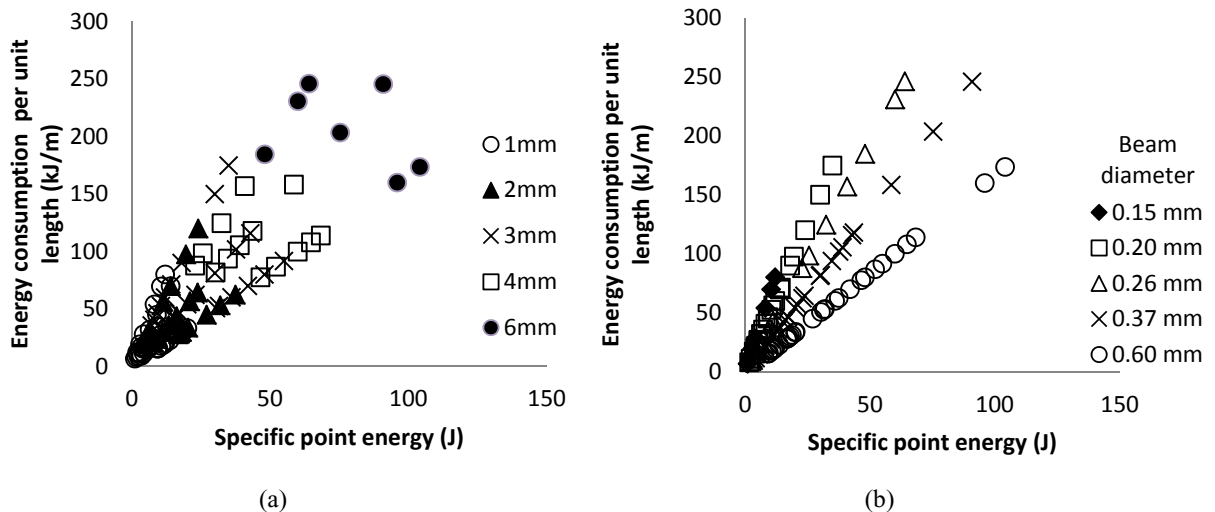 300
250
200
150
100
50
0
0 50 100 150
Energy consumption per unit
length (kJ/m)
Specific point energy (J)
1mm
2mm
3mm
4mm
6mm
(a)
300
250
200
150
100
50
0
0 50 100 150
Energy consumption per unit
length (kJ/m)
Specific point energy (J)
Beam
diameter
0.15 mm
0.20 mm
0.26 mm
0.37 mm
0.60 mm
(b)